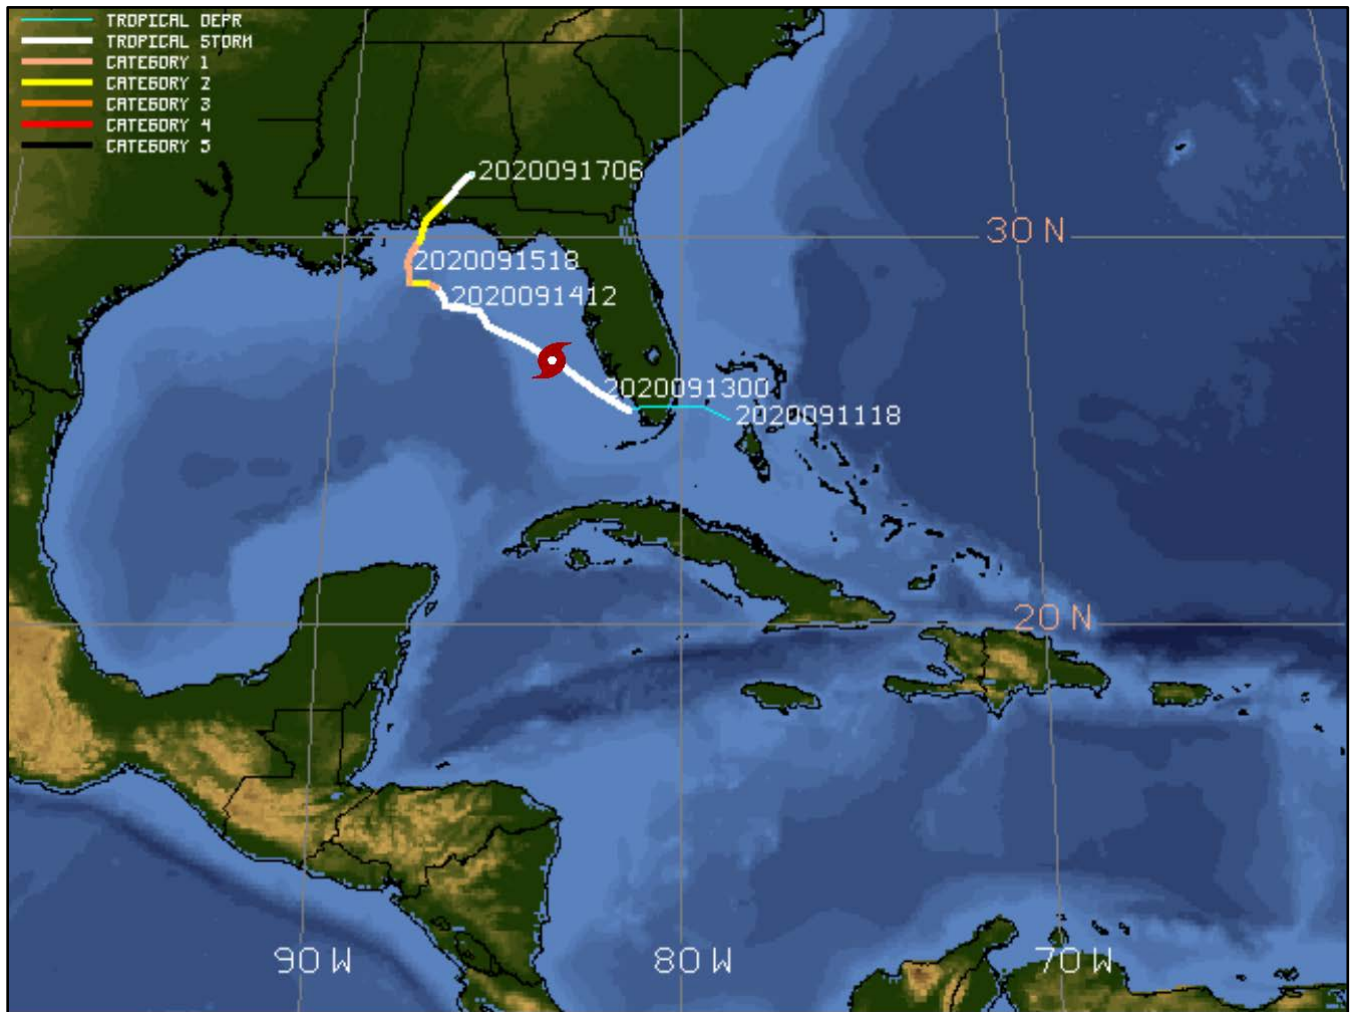 TROPICAL DEPR
TROPICAL STORM
CATEGORY 1
CATEGORY 2
CATEGORY 3
CATEGORY 4
CATEGORY 5
2020091706
30 N
2020091518
2020091412
2020091300
2020091118
20 N
90 W
80 W
70 W